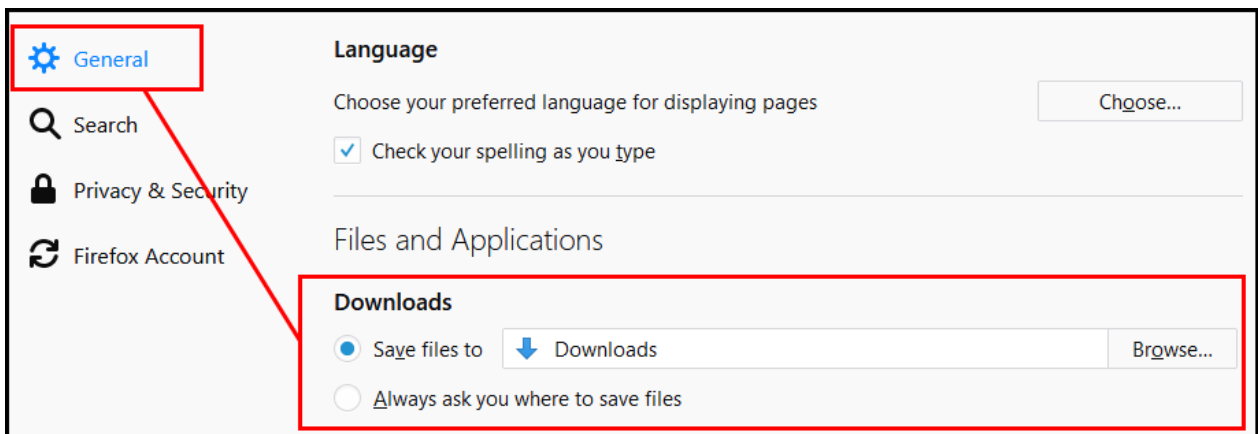 General
Search
Privacy & Security
Firefox Account
Language
Choose your preferred language for displaying pages
Choose...
Check your spelling as you type
Files and Applications
Downloads
Save files to
Downloads
Browse...
Always ask you where to save files